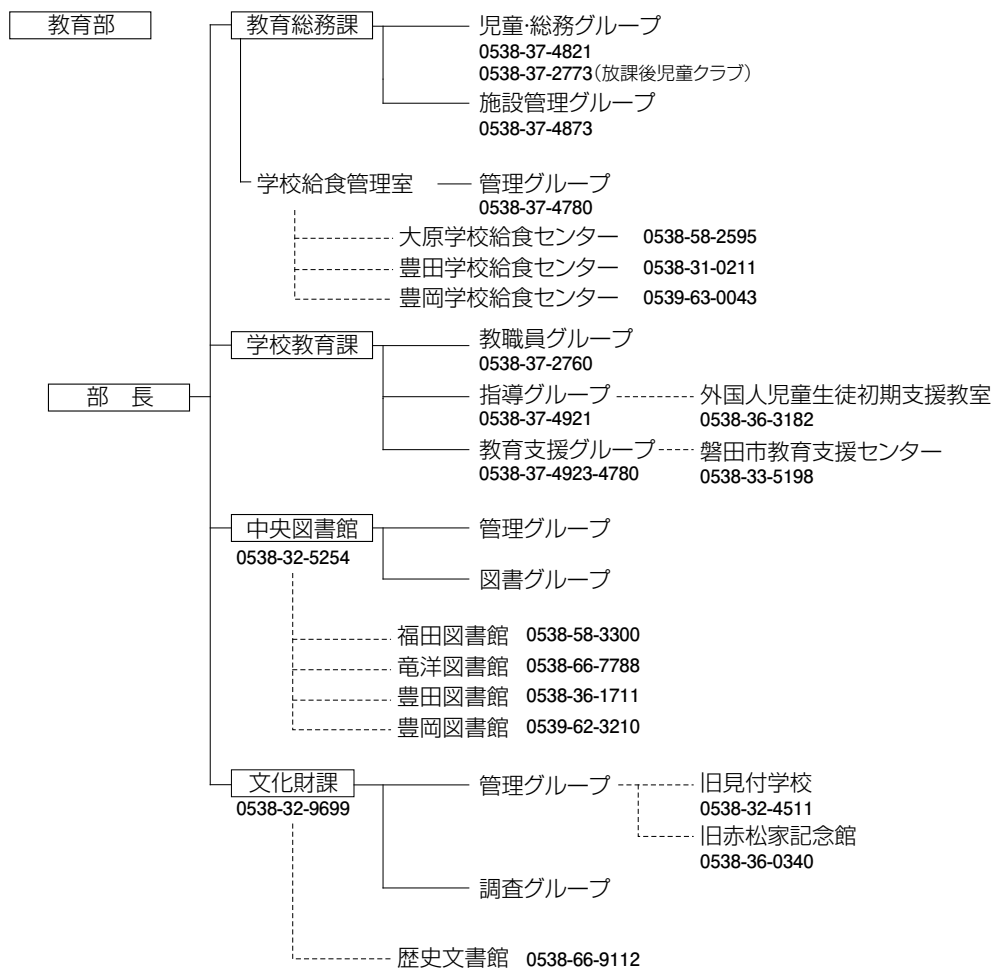 教育部
教育総務課
児童・総務グループ
0538-37-4821
0538-37-2773（放課後児童クラブ）
施設管理グループ
0538-37-4873
学校給食管理室
管理グループ
0538-37-4780
大原学校給食センター 0538-58-2595
豊田学校給食センター 0538-31-0211
豊岡学校給食センター 0539-63-0043
部 長
学校教育課
教職員グループ
0538-37-2760
指導グループ
0538-37-4921
外国人児童生徒初期支援教室
0538-36-3182
教育支援グループ
0538-37-4923・4780
磐田市教育支援センター
0538-33-5198
中央図書館
0538-32-5254
管理グループ
図書グループ
福田図書館 0538-58-3300
竜洋図書館 0538-66-7788
豊田図書館 0538-36-1711
豊岡図書館 0539-62-3210
文化財課
0538-32-9699
管理グループ
旧見付学校
0538-32-4511
旧赤松家記念館
0538-36-0340
調査グループ
歴史文書館 0538-66-9112